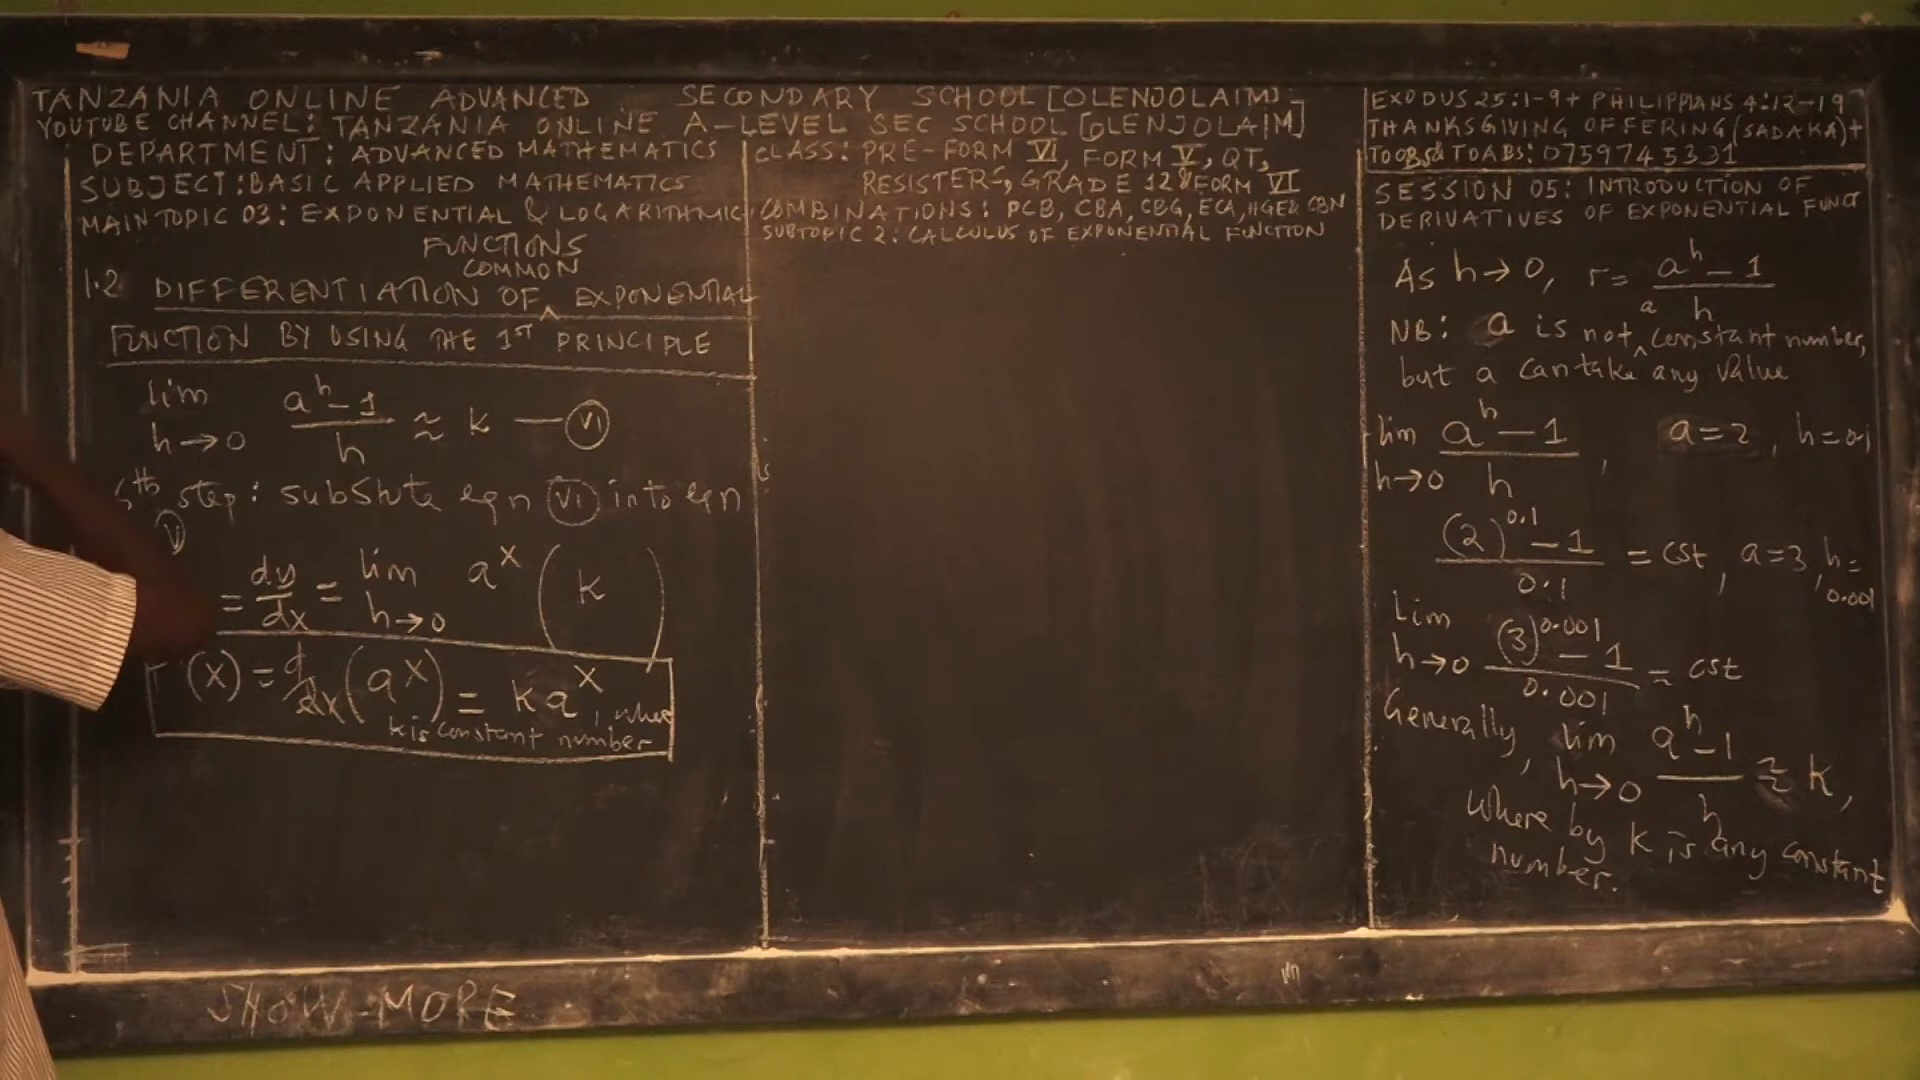 TANZANIA ONLINE ADVANCED SECONDARY SCHOOL [OLENJOLAIM]
YOUTUBE CHANNEL: TANZANIA ONLINE A-LEVEL SEC SCHOOL [OLENJOLAIM]
DEPARTMENT: ADVANCED MATHEMATICS
SUBJECT: BASIC APPLIED MATHEMATICS
MAIN TOPIC 03: EXPONENTIAL & LOGARITHMIC
FUNCTIONS
COMMON
1.2 DIFFERENTIATION OF ^ EXPONENTIAL
FUNCTION BY USING THE 1ST PRINCIPLE
lim h→0 (a^h - 1)/h ≈ k — (VI)
th step: substute eqn (VI) into eqn
(V)
= dy/dx = lim h→0 a^x ( k )
(x) = d/dx (a^x) = k a^x, where
k is constant number
CLASS: PRE-FORM VI, FORM V, QT,
RESISTERS, GRADE 12 & FORM VI
COMBINATIONS: PCB, CBA, CBG, ECA, HGE & CBN
SUBTOPIC 2: CALCULUS OF EXPONENTIAL FUNCTION
EXODUS 25:1-9 + PHILIPPIANS 4:12-19
THANKSGIVING OFFERING (SADAKA) +
TOOBS & TOABS: 0759745331
SESSION 05: INTRODUCTION OF
DERIVATIVES OF EXPONENTIAL FUNCT
As h→0, r = (a^h - 1)/h
a
NB: a is not ^ constant number,
but a can take any value
lim h→0 (a^h - 1)/h, a=2, h=0.1
((2)^0.1 - 1)/0.1 = cst, a=3, h=0.001
Lim h→0 ((3)^0.001 - 1)/0.001 = cst
Generally, lim h→0 (a^h - 1)/h ≈ k,
where by k is any constant
number.
SHOW MORE